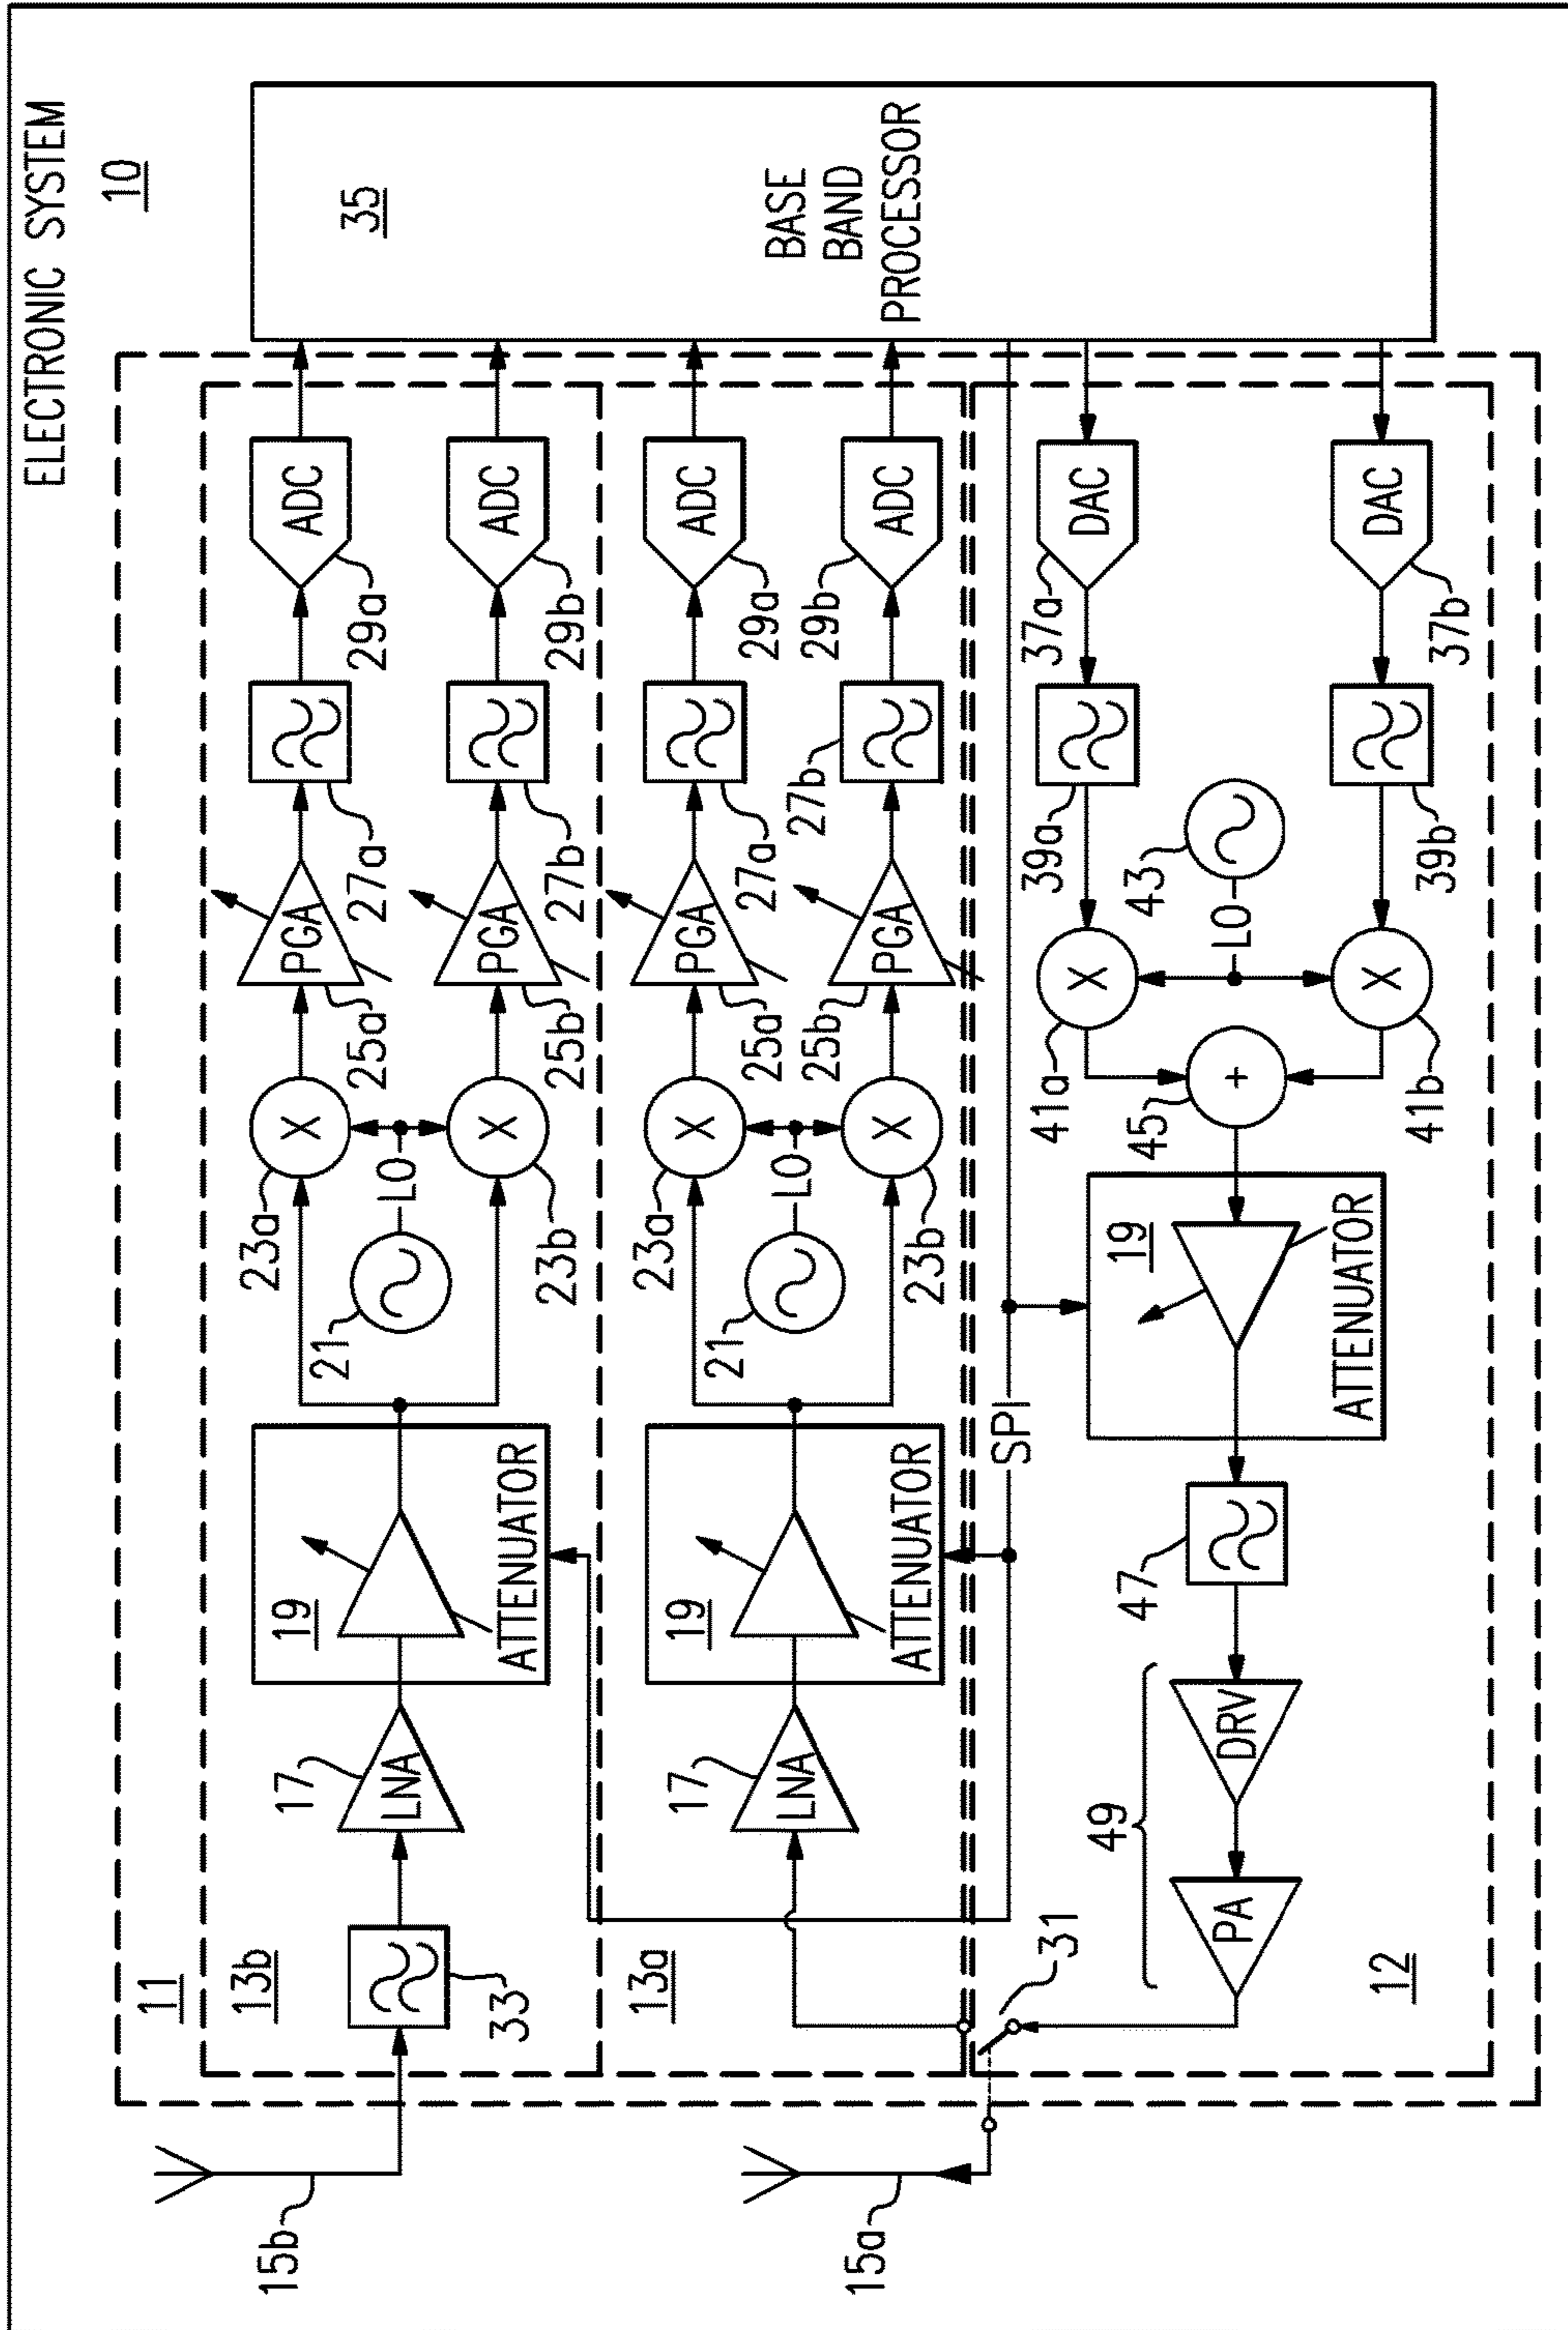 ELECTRONIC SYSTEM
10
11
13b
15b
33
17
LNA
19
ATTENUATOR
21
LO
23a
X
23b
X
25a
PGA
25b
PGA
27a
27b
29a
ADC
29b
ADC
35
BASE
BAND
PROCESSOR
13a
15a
31
17
LNA
19
ATTENUATOR
21
LO
23a
X
23b
X
25a
PGA
25b
PGA
27a
27b
29a
ADC
29b
ADC
SPI
12
49
PA
DRV
47
19
ATTENUATOR
45
+
41a
X
41b
X
LO
43
39a
39b
37a
DAC
37b
DAC